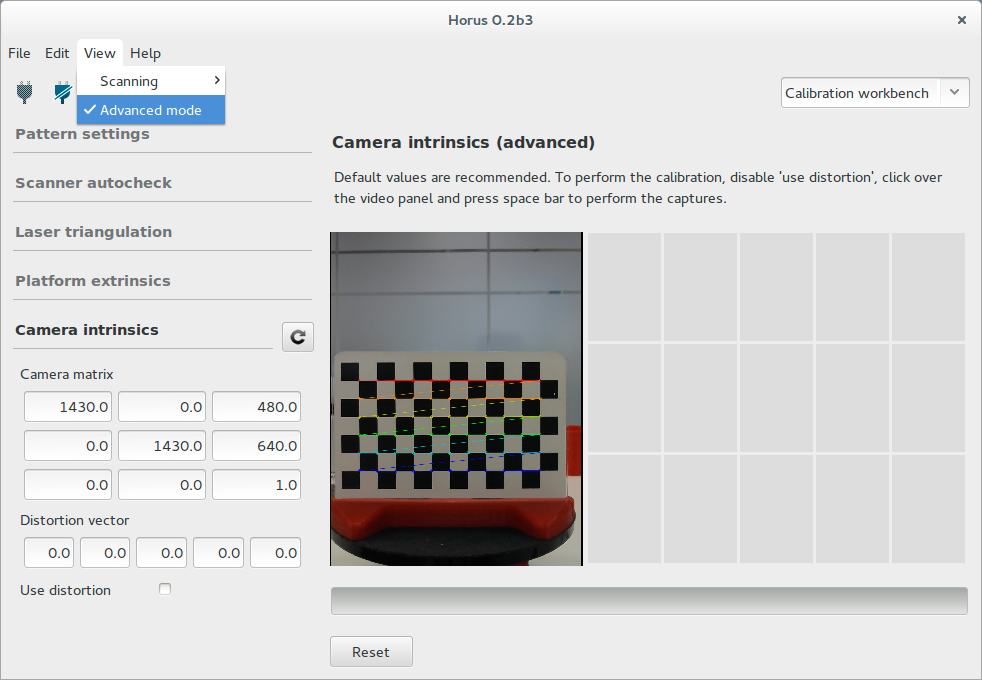 Horus 0.2b3
File Edit View Help
Scanning
Advanced mode
Calibration workbench
Pattern settings
Scanner autocheck
Laser triangulation
Platform extrinsics
Camera intrinsics
Camera matrix
1430.0 0.0 480.0
0.0 1430.0 640.0
0.0 0.0 1.0
Distortion vector
0.0 0.0 0.0 0.0 0.0
Use distortion
Camera intrinsics (advanced)
Default values are recommended. To perform the calibration, disable 'use distortion', click over
the video panel and press space bar to perform the captures.
Reset